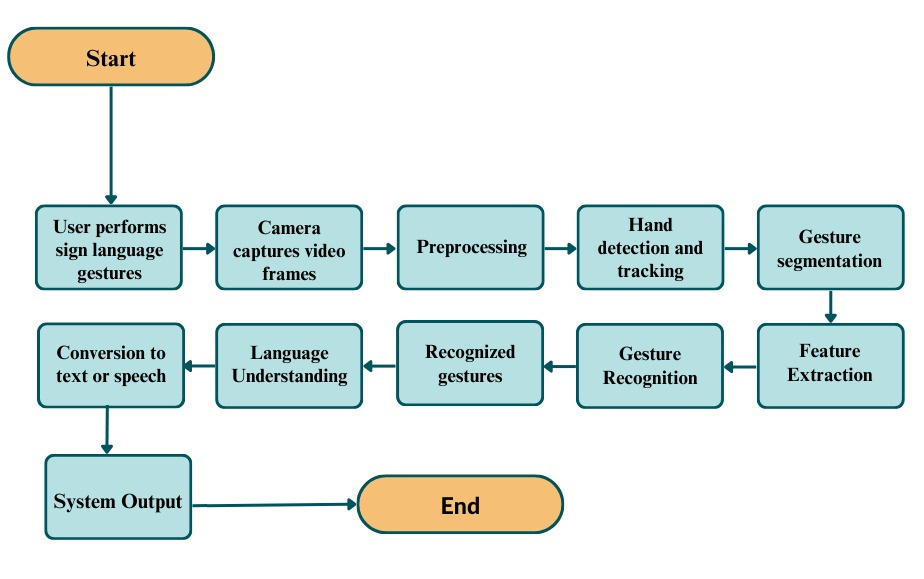 Start
User performs
sign language
gestures
Camera
captures video
frames
Preprocessing
Hand
detection and
tracking
Gesture
segmentation
Feature
Extraction
Gesture
Recognition
Recognized
gestures
Language
Understanding
Conversion to
text or speech
System Output
End